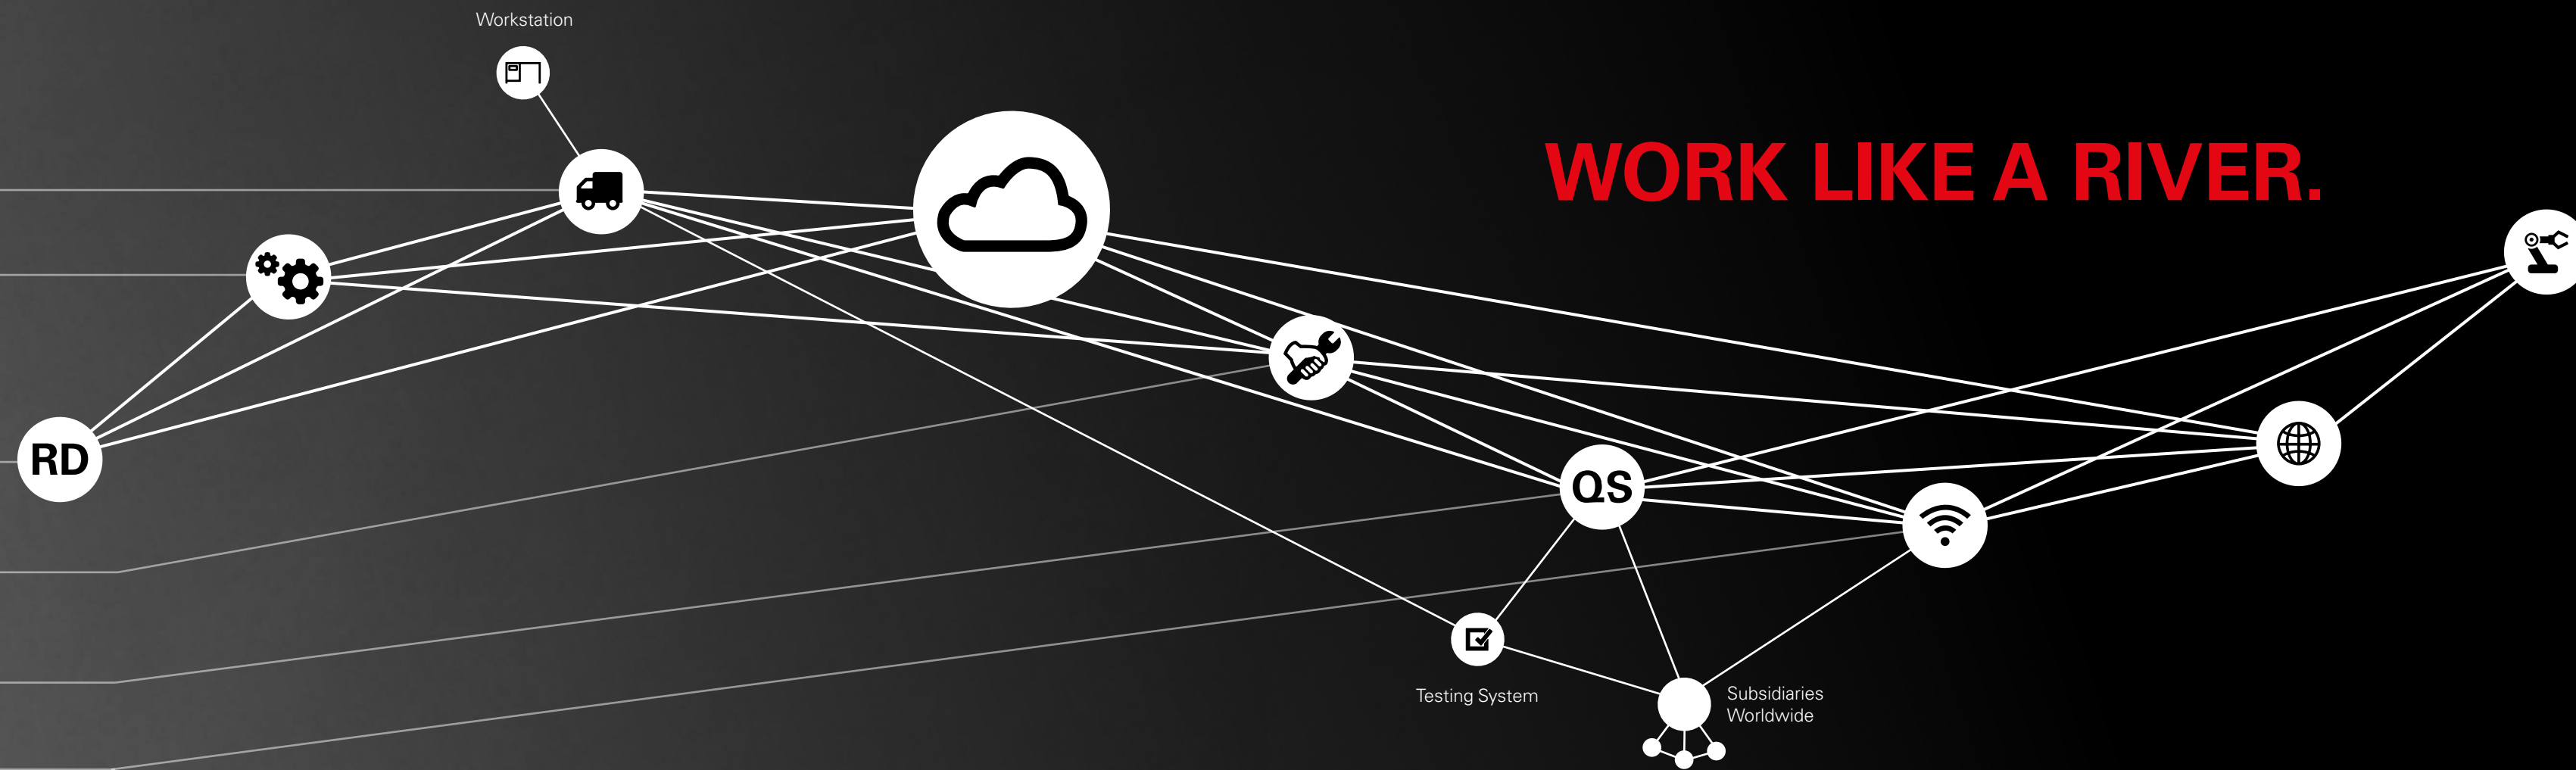 Workstation
WORK LIKE A RIVER.
RD
QS
Testing System
Subsidiaries
Worldwide